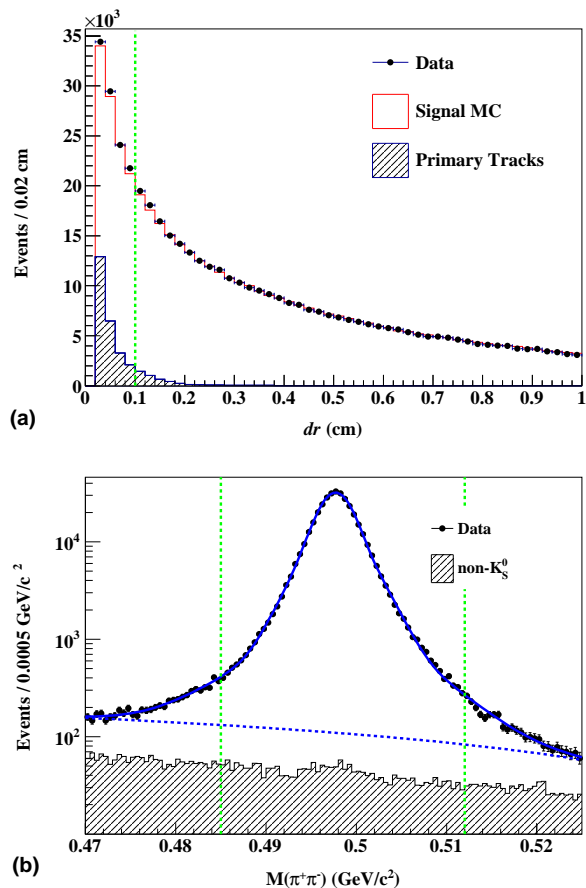 ×10³
35
30
25
20
15
10
5
0
Events / 0.02 cm
Data
Signal MC
Primary Tracks
0 0.1 0.2 0.3 0.4 0.5 0.6 0.7 0.8 0.9 1
dr (cm)
(a)
10⁴
10³
10²
Events / 0.0005 GeV/c²
Data
non-K⁰S
0.47 0.48 0.49 0.5 0.51 0.52
M(π⁺π⁻) (GeV/c²)
(b)